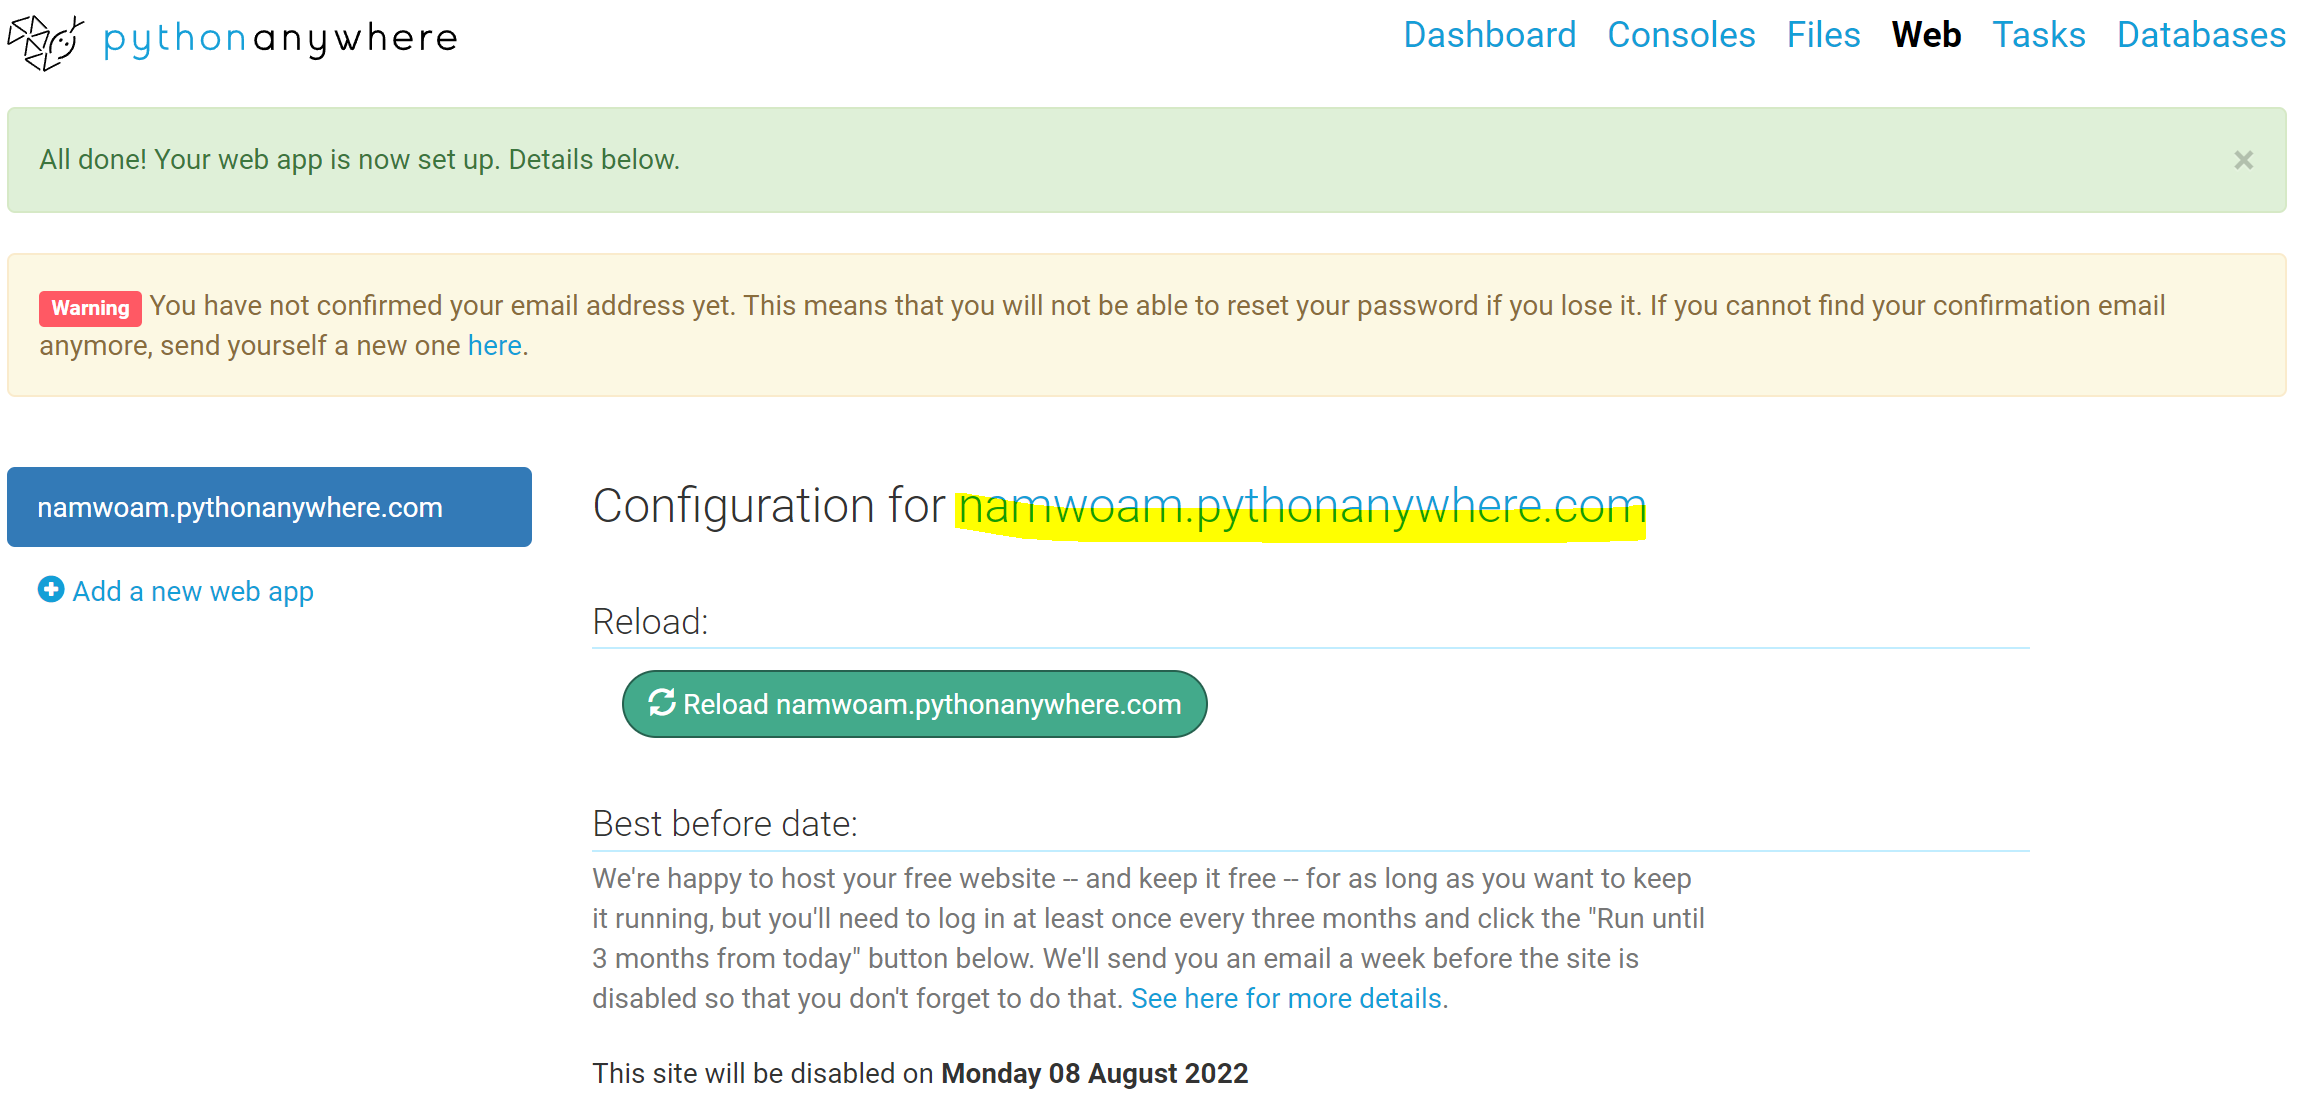 pythonanywhere
Dashboard Consoles Files Web Tasks Databases
All done! Your web app is now set up. Details below.
×
Warning You have not confirmed your email address yet. This means that you will not be able to reset your password if you lose it. If you cannot find your confirmation email
anymore, send yourself a new one here.
namwoam.pythonanywhere.com
Add a new web app
Configuration for namwoam.pythonanywhere.com
Reload:
Reload namwoam.pythonanywhere.com
Best before date:
We're happy to host your free website -- and keep it free -- for as long as you want to keep
it running, but you'll need to log in at least once every three months and click the "Run until
3 months from today" button below. We'll send you an email a week before the site is
disabled so that you don't forget to do that. See here for more details.
This site will be disabled on Monday 08 August 2022